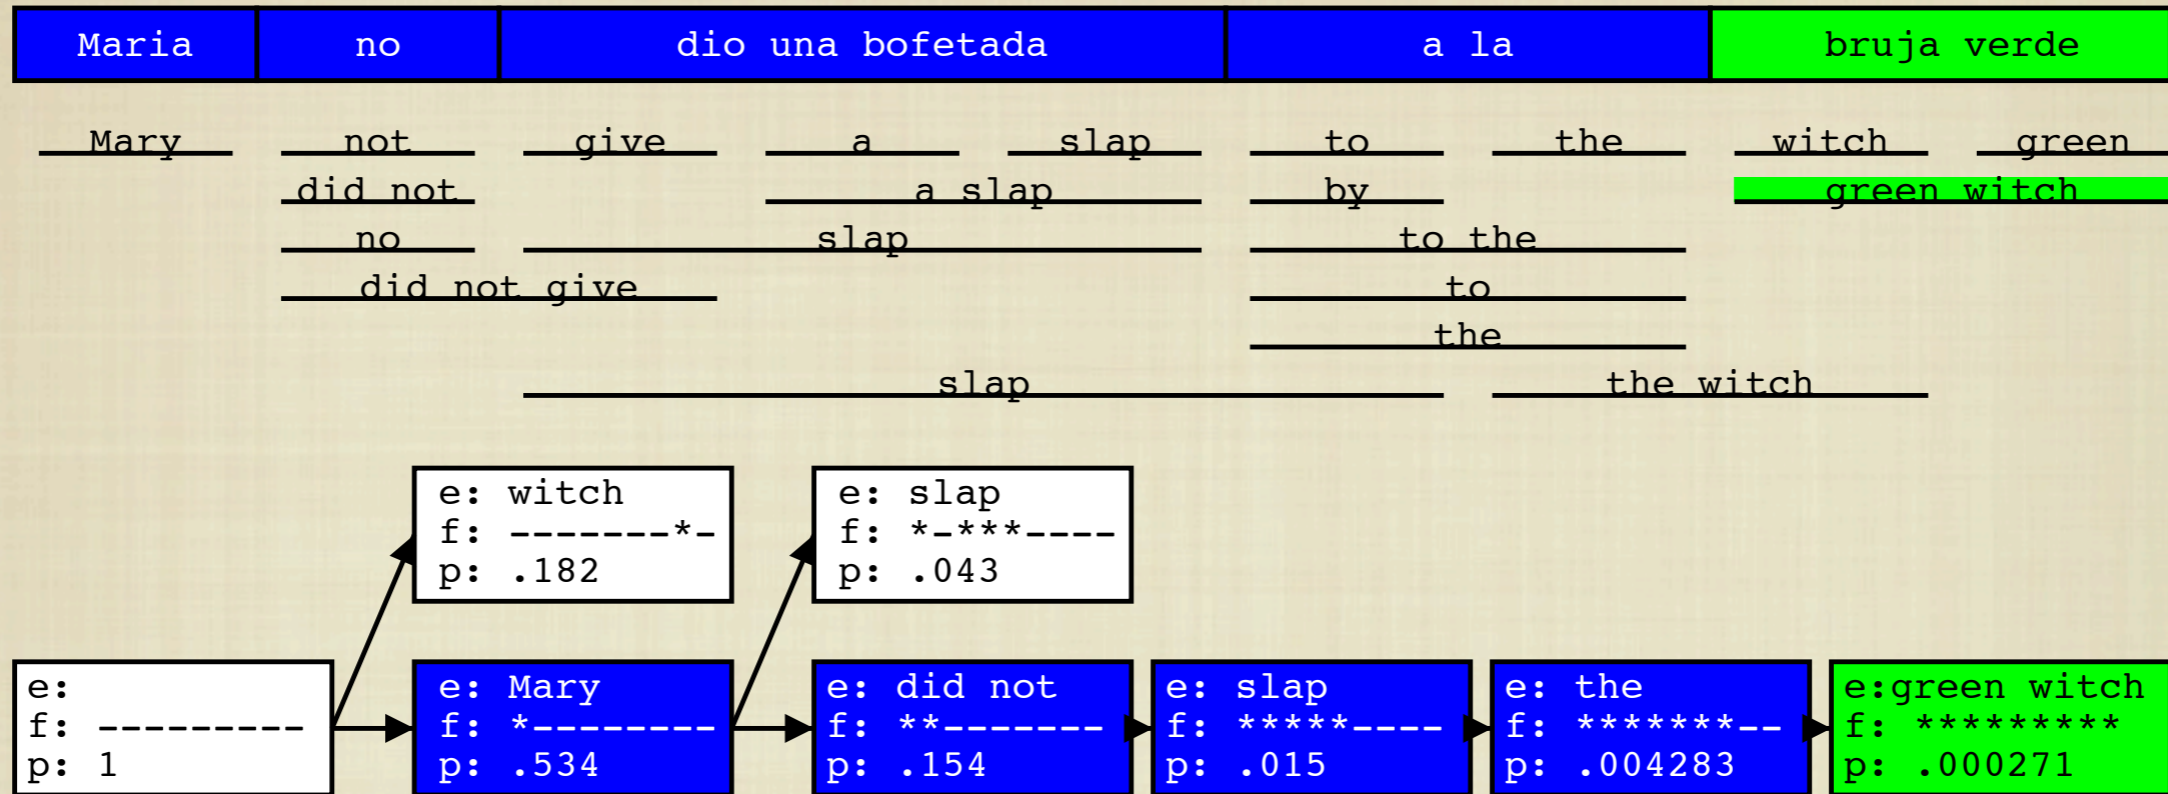 Maria no dio una bofetada a la bruja verde
Mary not give a slap to the witch green
did not a slap by green witch
no slap to the
did not give to
the
slap the witch
e: witch
f: -------*-
p: .182
e: slap
f: *-***----
p: .043
e:
f: ---------
p: 1
e: Mary
f: *--------
p: .534
e: did not
f: **-------
p: .154
e: slap
f: *****----
p: .015
e: the
f: *******--
p: .004283
e:green witch
f: *********
p: .000271